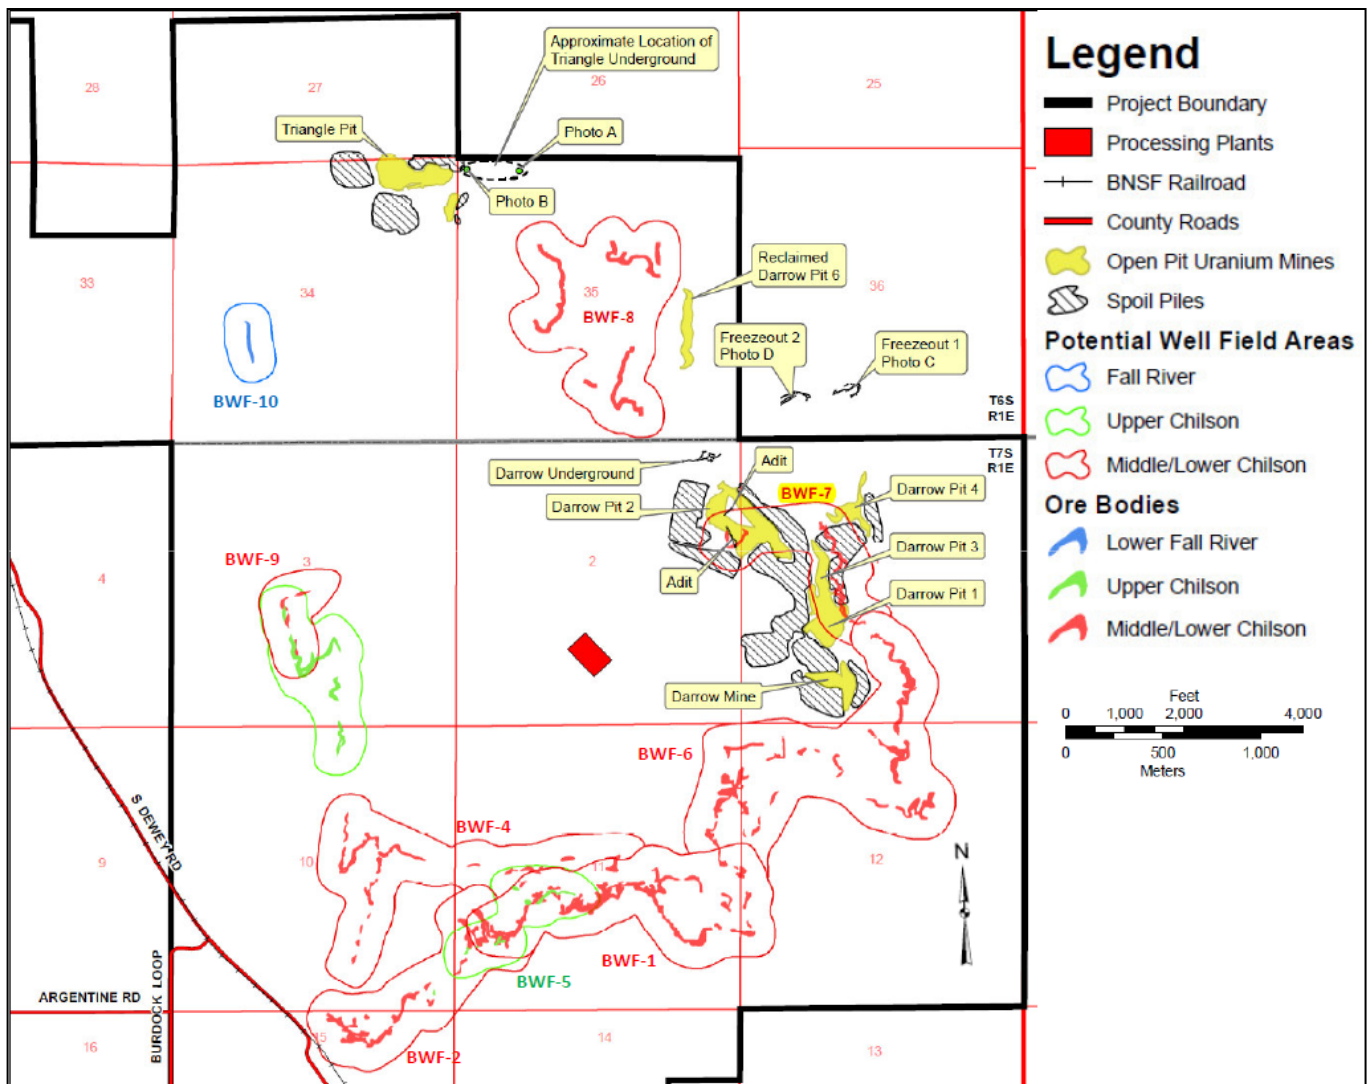 Approximate Location of
Triangle Underground
28
27
26
25
Triangle Pit
Photo A
Photo B
33
34
35
36
BWF-8
Reclaimed
Darrow Pit 6
Freezeout 2
Photo D
Freezeout 1
Photo C
BWF-10
T6S
R1E
T7S
R1E
Darrow Underground
Adit
BWF-7
Darrow Pit 4
Darrow Pit 2
Darrow Pit 3
Adit
Darrow Pit 1
4
BWF-9
3
2
Darrow Mine
BWF-6
S DEWEY RD
BWF-4
9
10
11
12
N
BWF-5
BWF-1
ARGENTINE RD
BURDOCK LOOP
16
15
BWF-2
14
13
Legend
Project Boundary
Processing Plants
BNSF Railroad
County Roads
Open Pit Uranium Mines
Spoil Piles
Potential Well Field Areas
Fall River
Upper Chilson
Middle/Lower Chilson
Ore Bodies
Lower Fall River
Upper Chilson
Middle/Lower Chilson
Feet
0 1,000 2,000 4,000
0 500 1,000
Meters